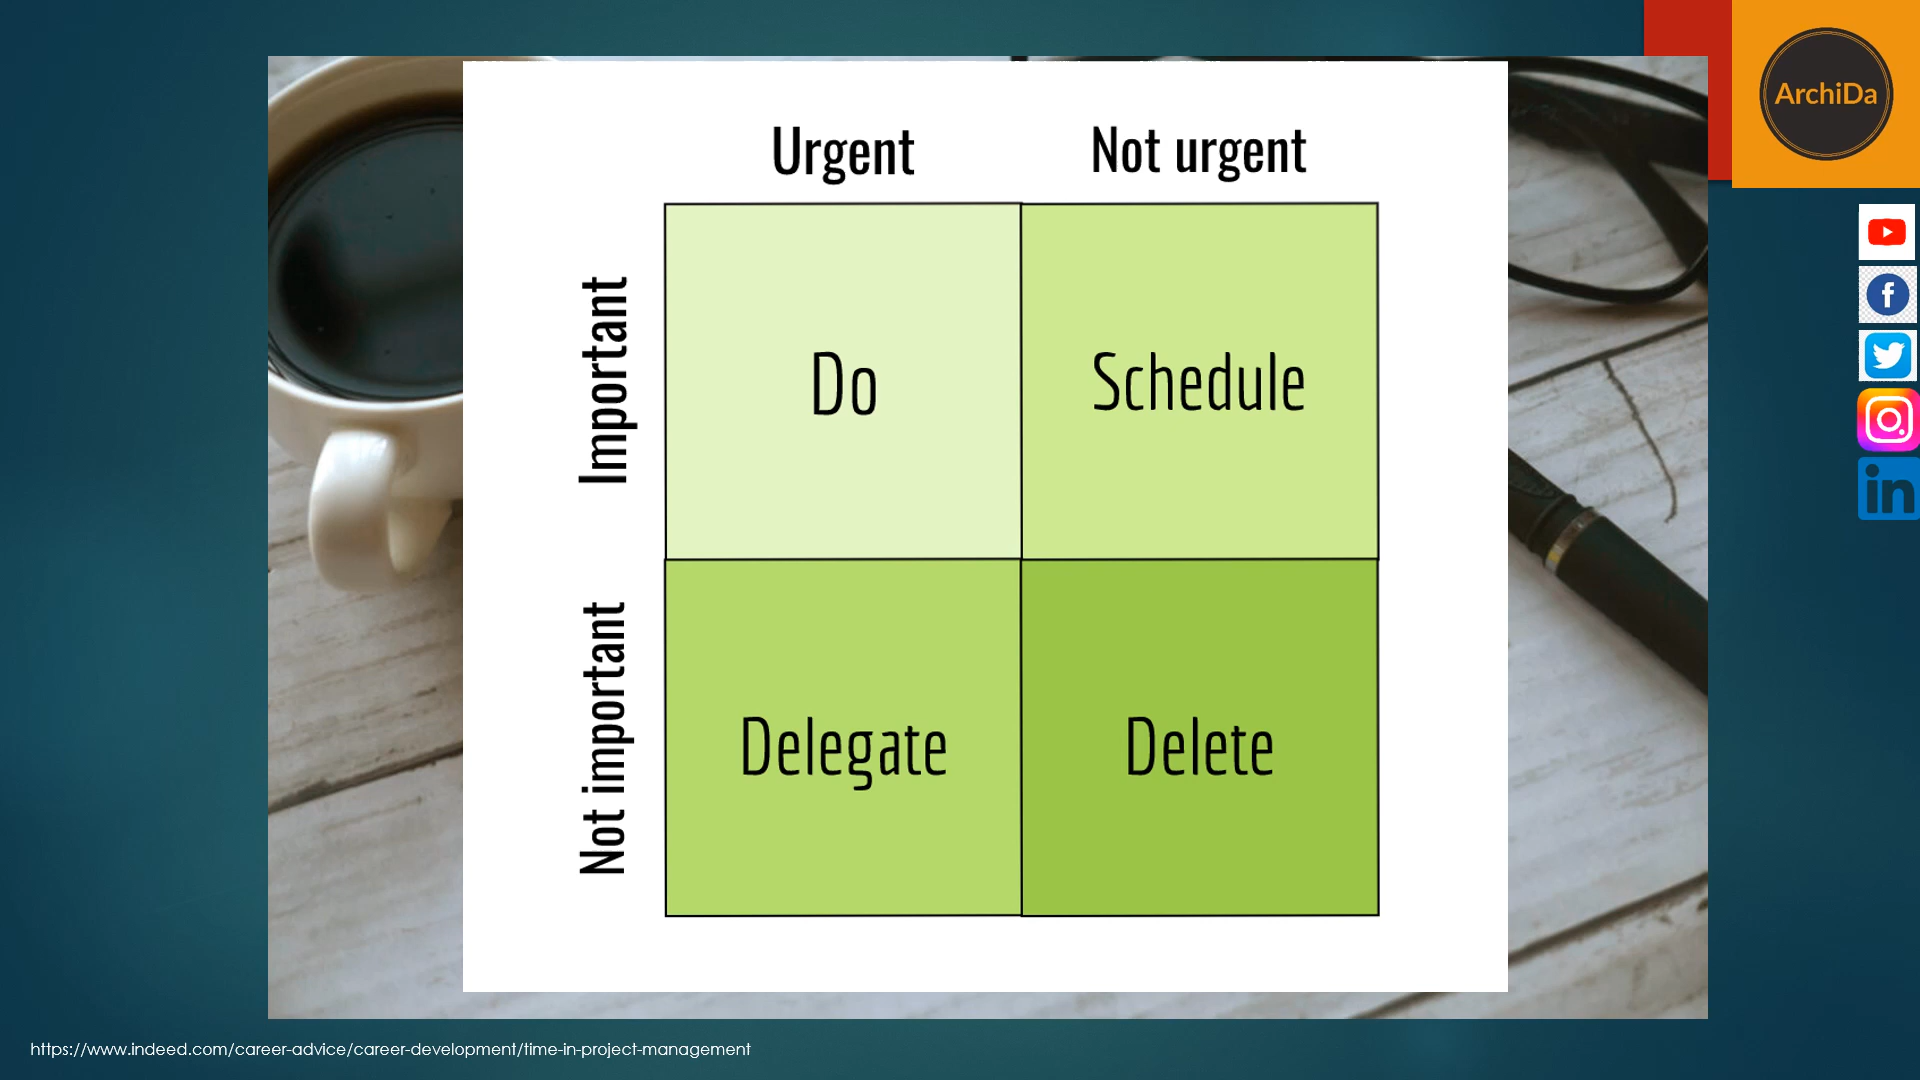 ArchiDa
Urgent
Not urgent
Important
Do
Schedule
Not important
Delegate
Delete
f
in
https://www.indeed.com/career-advice/career-development/time-in-project-management